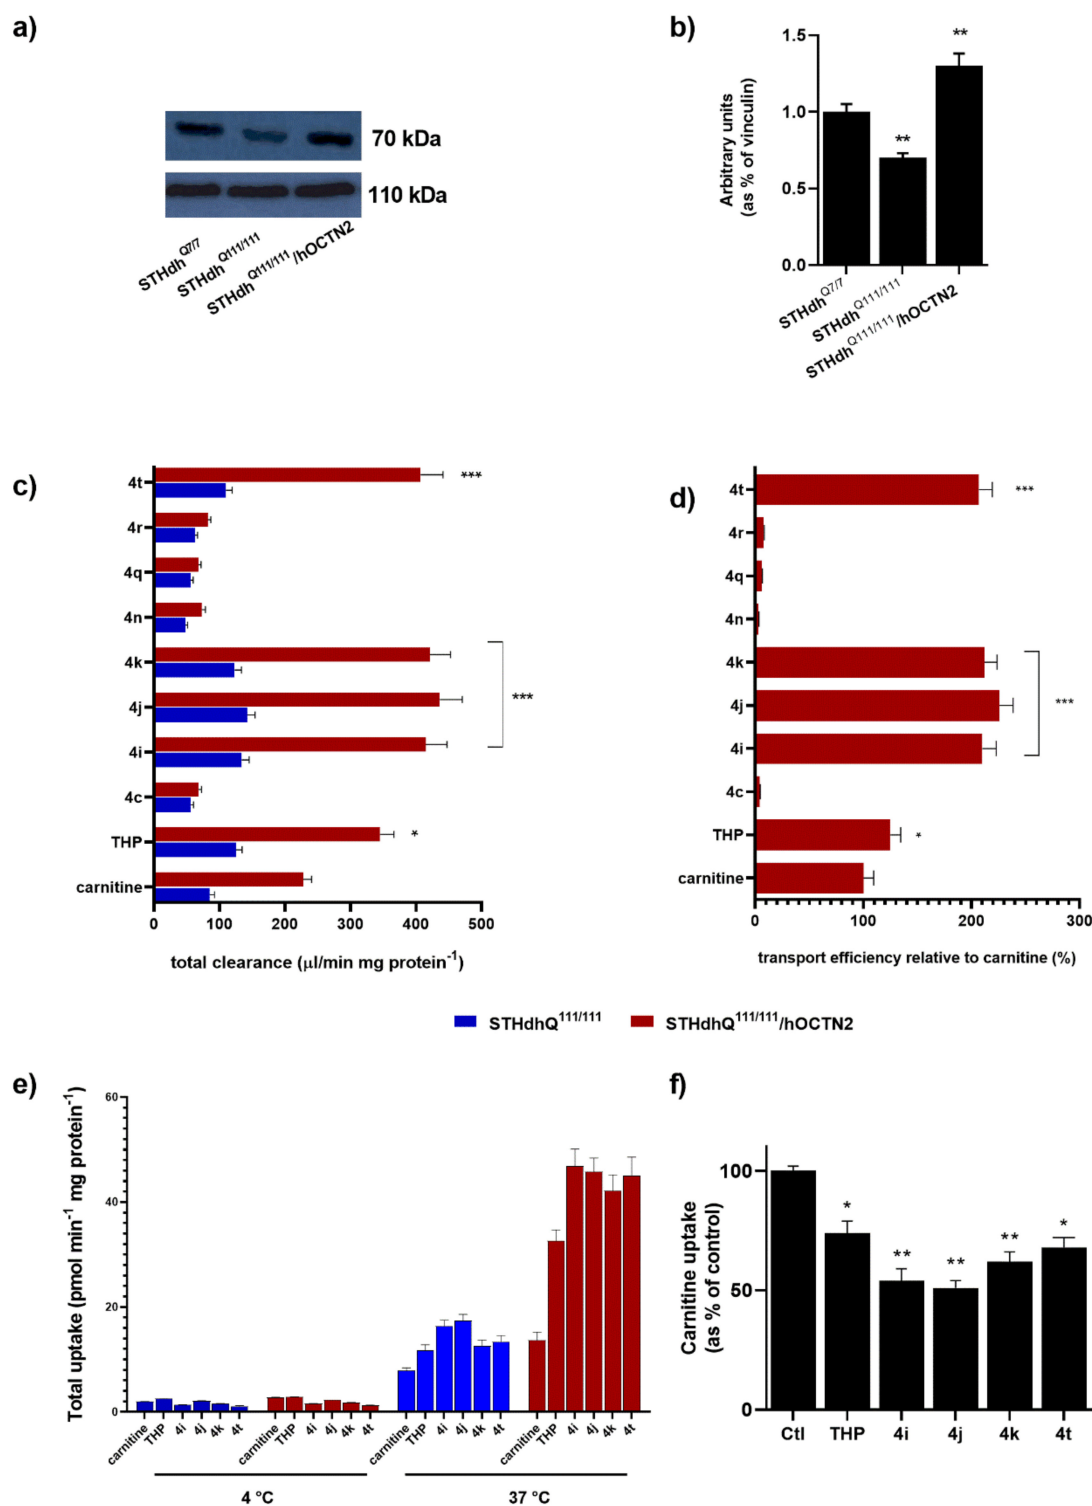 a)
70 kDa
110 kDa
STHdhQ7/7
STHdhQ111/111
STHdhQ111/111/hOCTN2
b)
Arbitrary units
(as % of vinculin)
1.5
1.0
0.5
0.0
**
**
STHdhQ7/7
STHdhQ111/111
STHdhQ111/111/hOCTN2
c)
4t
4r
4q
4n
4k
4j
4i
4c
THP
carnitine
***
***
*
0 100 200 300 400 500
total clearance (µl/min mg protein-1)
d)
4t
4r
4q
4n
4k
4j
4i
4c
THP
carnitine
***
***
*
0 100 200 300
transport efficiency relative to carnitine (%)
STHdhQ111/111 STHdhQ111/111/hOCTN2
e)
Total uptake (pmol min-1 mg protein-1)
60
40
20
0
carnitine THP 4i 4j 4k 4t carnitine THP 4i 4j 4k 4t carnitine THP 4i 4j 4k 4t carnitine THP 4i 4j 4k 4t
4 °C 37 °C
f)
Carnitine uptake
(as % of control)
100
50
0
* ** ** ** *
Ctl THP 4i 4j 4k 4t